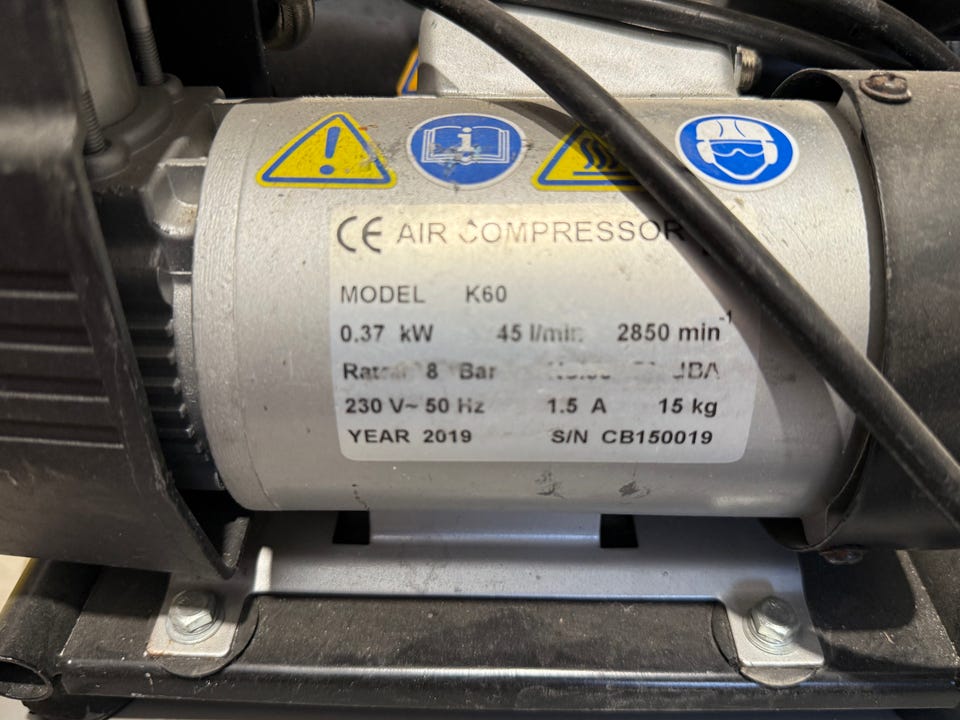 CE AIR COMPRESSOR
MODEL K60
0.37 kW 45 l/min 2850 min⁻¹
8 Bar
230 V~ 50 Hz 1.5 A 15 kg
YEAR 2019 S/N CB150019